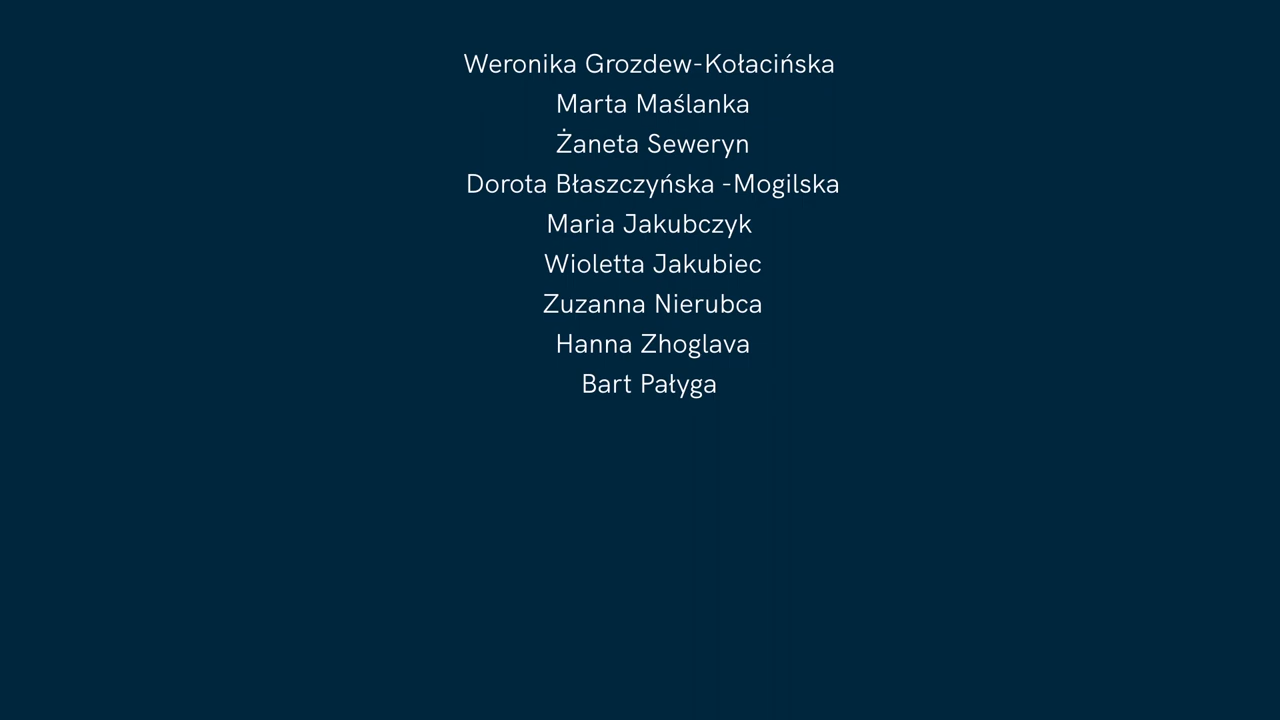 Weronika Grozdew-Kołacińska
Marta Maślanka
Żaneta Seweryn
Dorota Błaszczyńska -Mogilska
Maria Jakubczyk
Wioletta Jakubiec
Zuzanna Nierubca
Hanna Zhoglava
Bart Pałyga